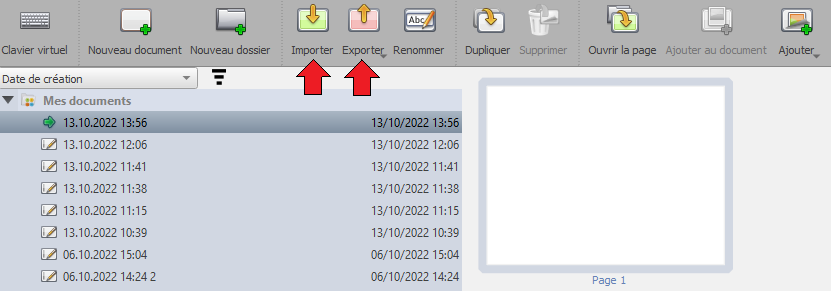 Clavier virtuel Nouveau document Nouveau dossier Importer Exporter Renommer Dupliquer Supprimer Ouvrir la page Ajouter au document Ajouter
Date de création
Mes documents
13.10.2022 13:56 13/10/2022 13:56
13.10.2022 12:06 13/10/2022 12:06
13.10.2022 11:41 13/10/2022 11:41
13.10.2022 11:38 13/10/2022 11:38
13.10.2022 11:15 13/10/2022 11:15
13.10.2022 10:39 13/10/2022 10:39
06.10.2022 15:04 06/10/2022 15:04
06.10.2022 14:24 2 06/10/2022 14:24
Page 1